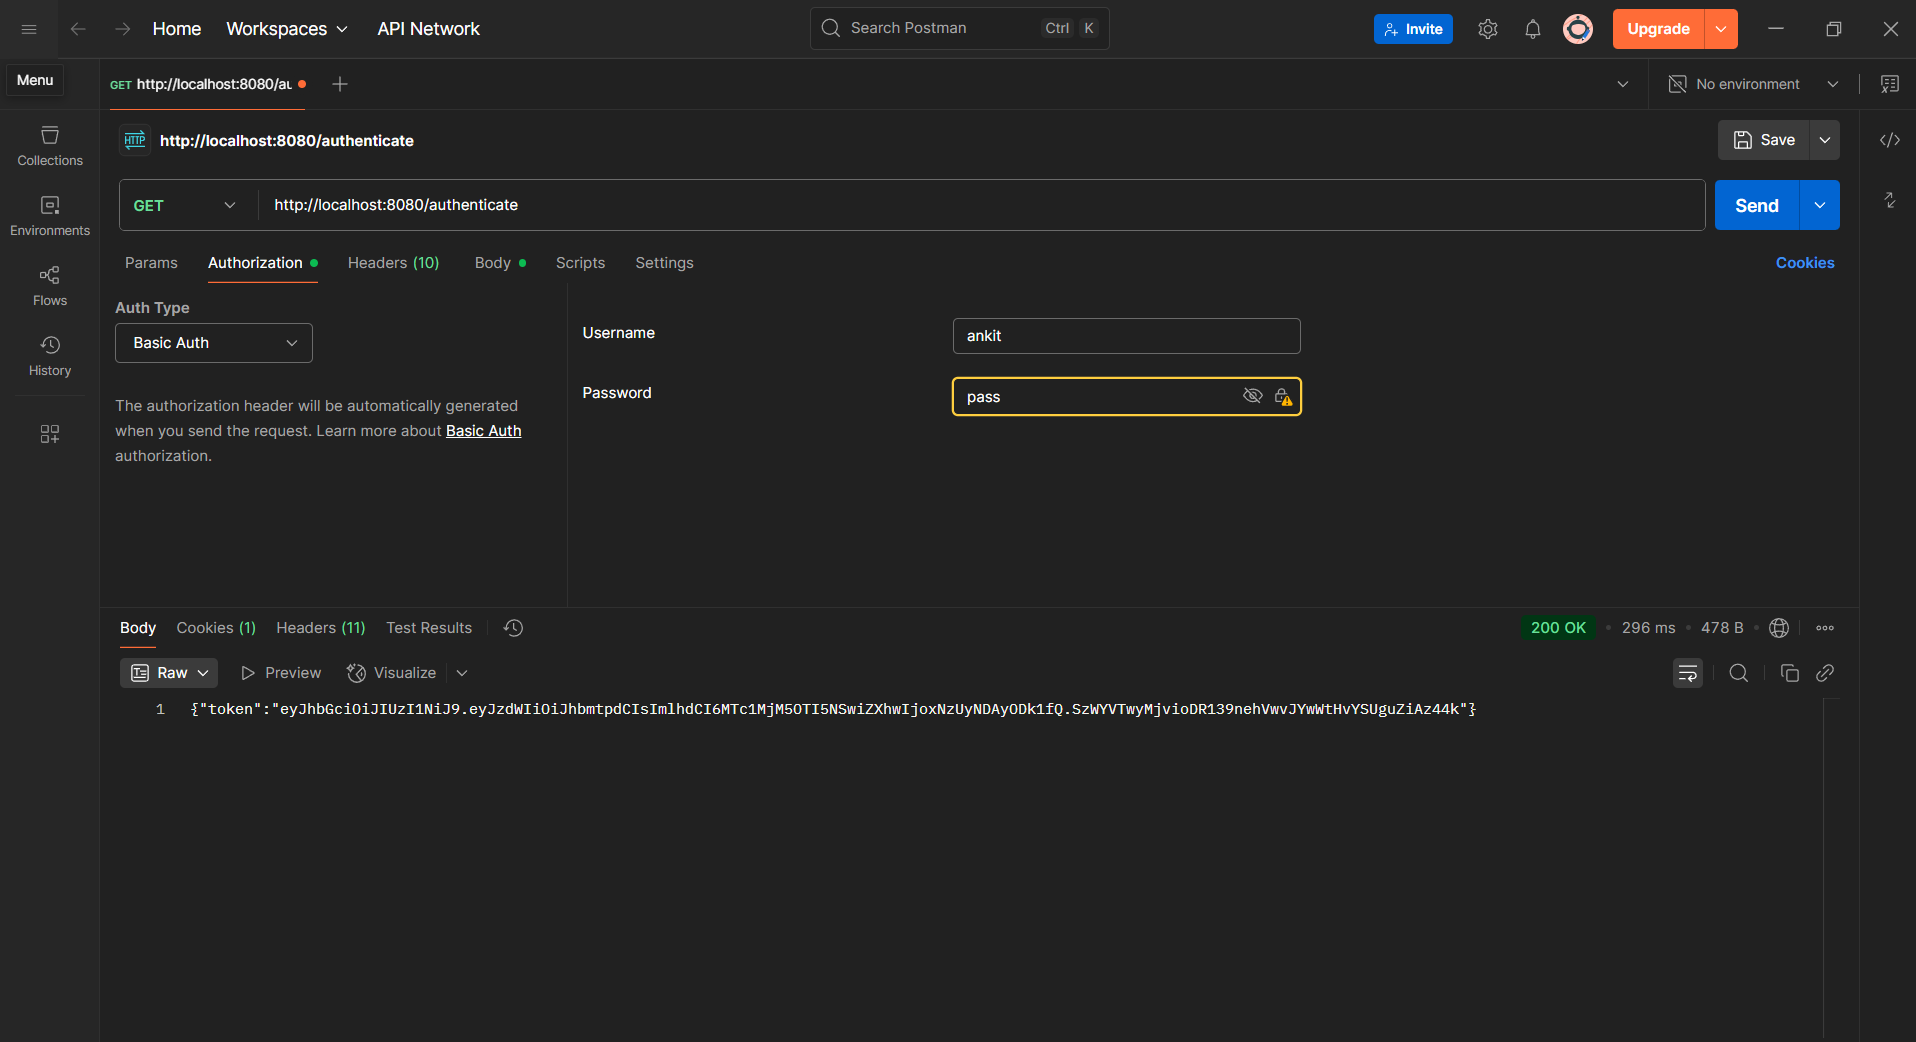 Home Workspaces API Network Search Postman Ctrl K Invite Upgrade
Menu
GET http://localhost:8080/au No environment
HTTP http://localhost:8080/authenticate Save
GET http://localhost:8080/authenticate Send
Params Authorization Headers (10) Body Scripts Settings Cookies
Collections
Environments
Flows
History
Auth Type
Basic Auth
The authorization header will be automatically generated
when you send the request. Learn more about Basic Auth
authorization.
Username ankit
Password pass
Body Cookies (1) Headers (11) Test Results 200 OK 296 ms 478 B
Raw Preview Visualize
1 {"token":"eyJhbGciOiJIUzI1NiJ9.eyJzdWIiOiJhbmtpdCIsImlhdCI6MTc1MjM5OTI5NSwiZXhwIjoxNzUyNDAyODk1fQ.SzWYVTwyMjvioDR139nehVwvJYwWtHvYSUguZiAz44k"}